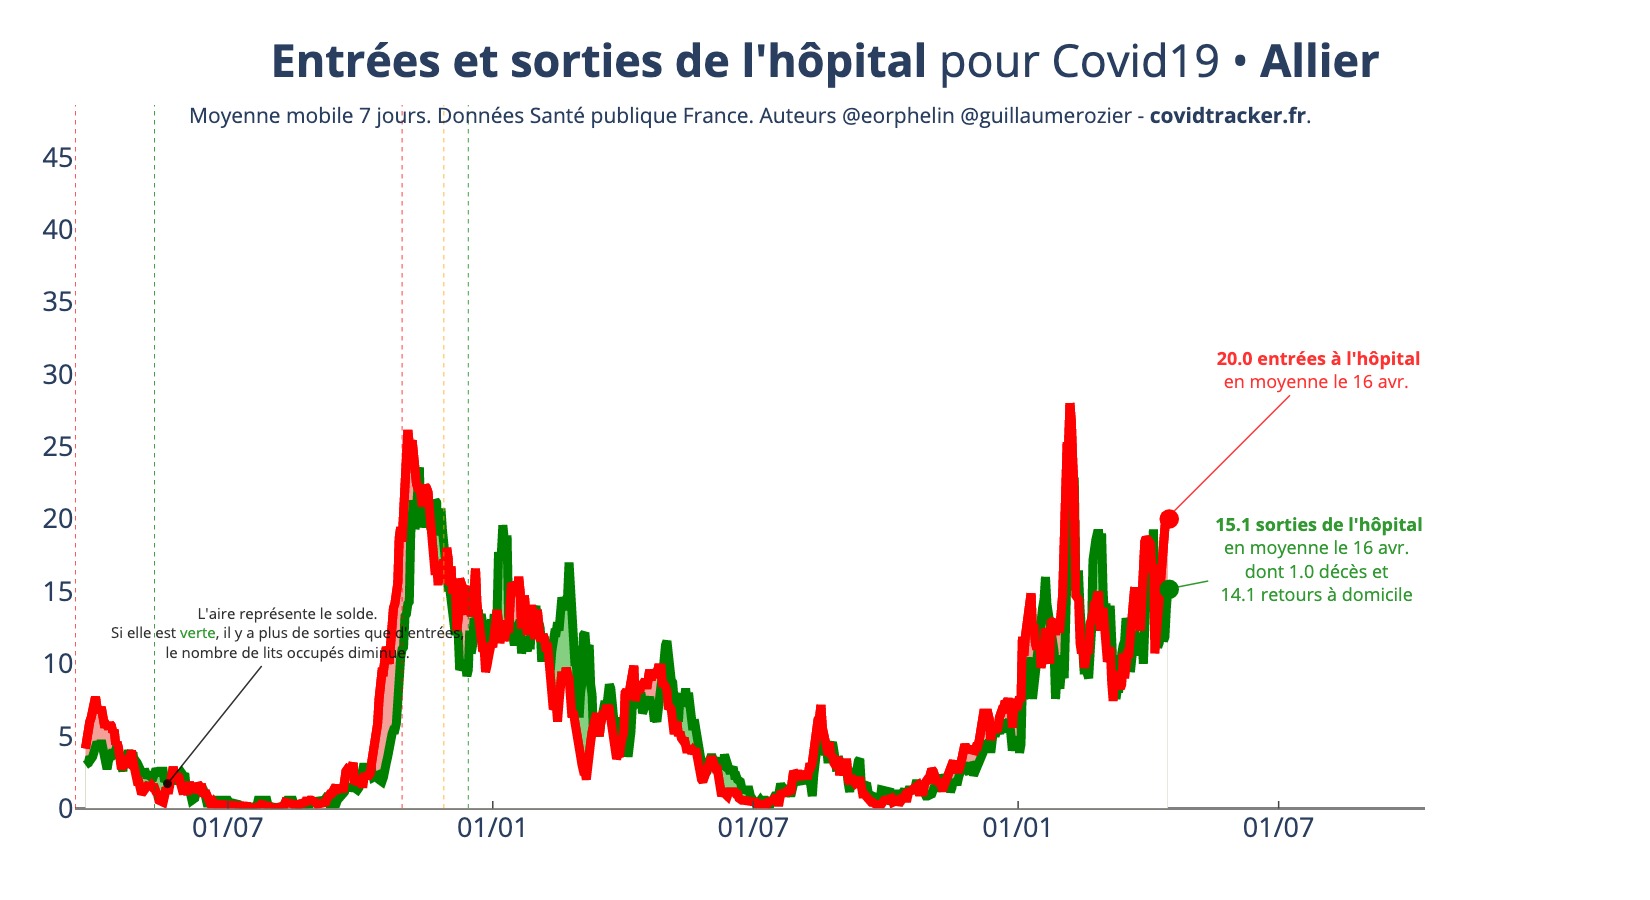 Entrées et sorties de l'hôpital pour Covid19 • Allier
Moyenne mobile 7 jours. Données Santé publique France. Auteurs @eorphelin @guillaumerozier - covidtracker.fr.
45
40
35
30
25
20
15
10
5
0
20.0 entrées à l'hôpital
en moyenne le 16 avr.
15.1 sorties de l'hôpital
en moyenne le 16 avr.
dont 1.0 décès et
14.1 retours à domicile
L'aire représente le solde.
Si elle est verte, il y a plus de sorties que d'entrées,
le nombre de lits occupés diminue.
01/07
01/01
01/07
01/01
01/07